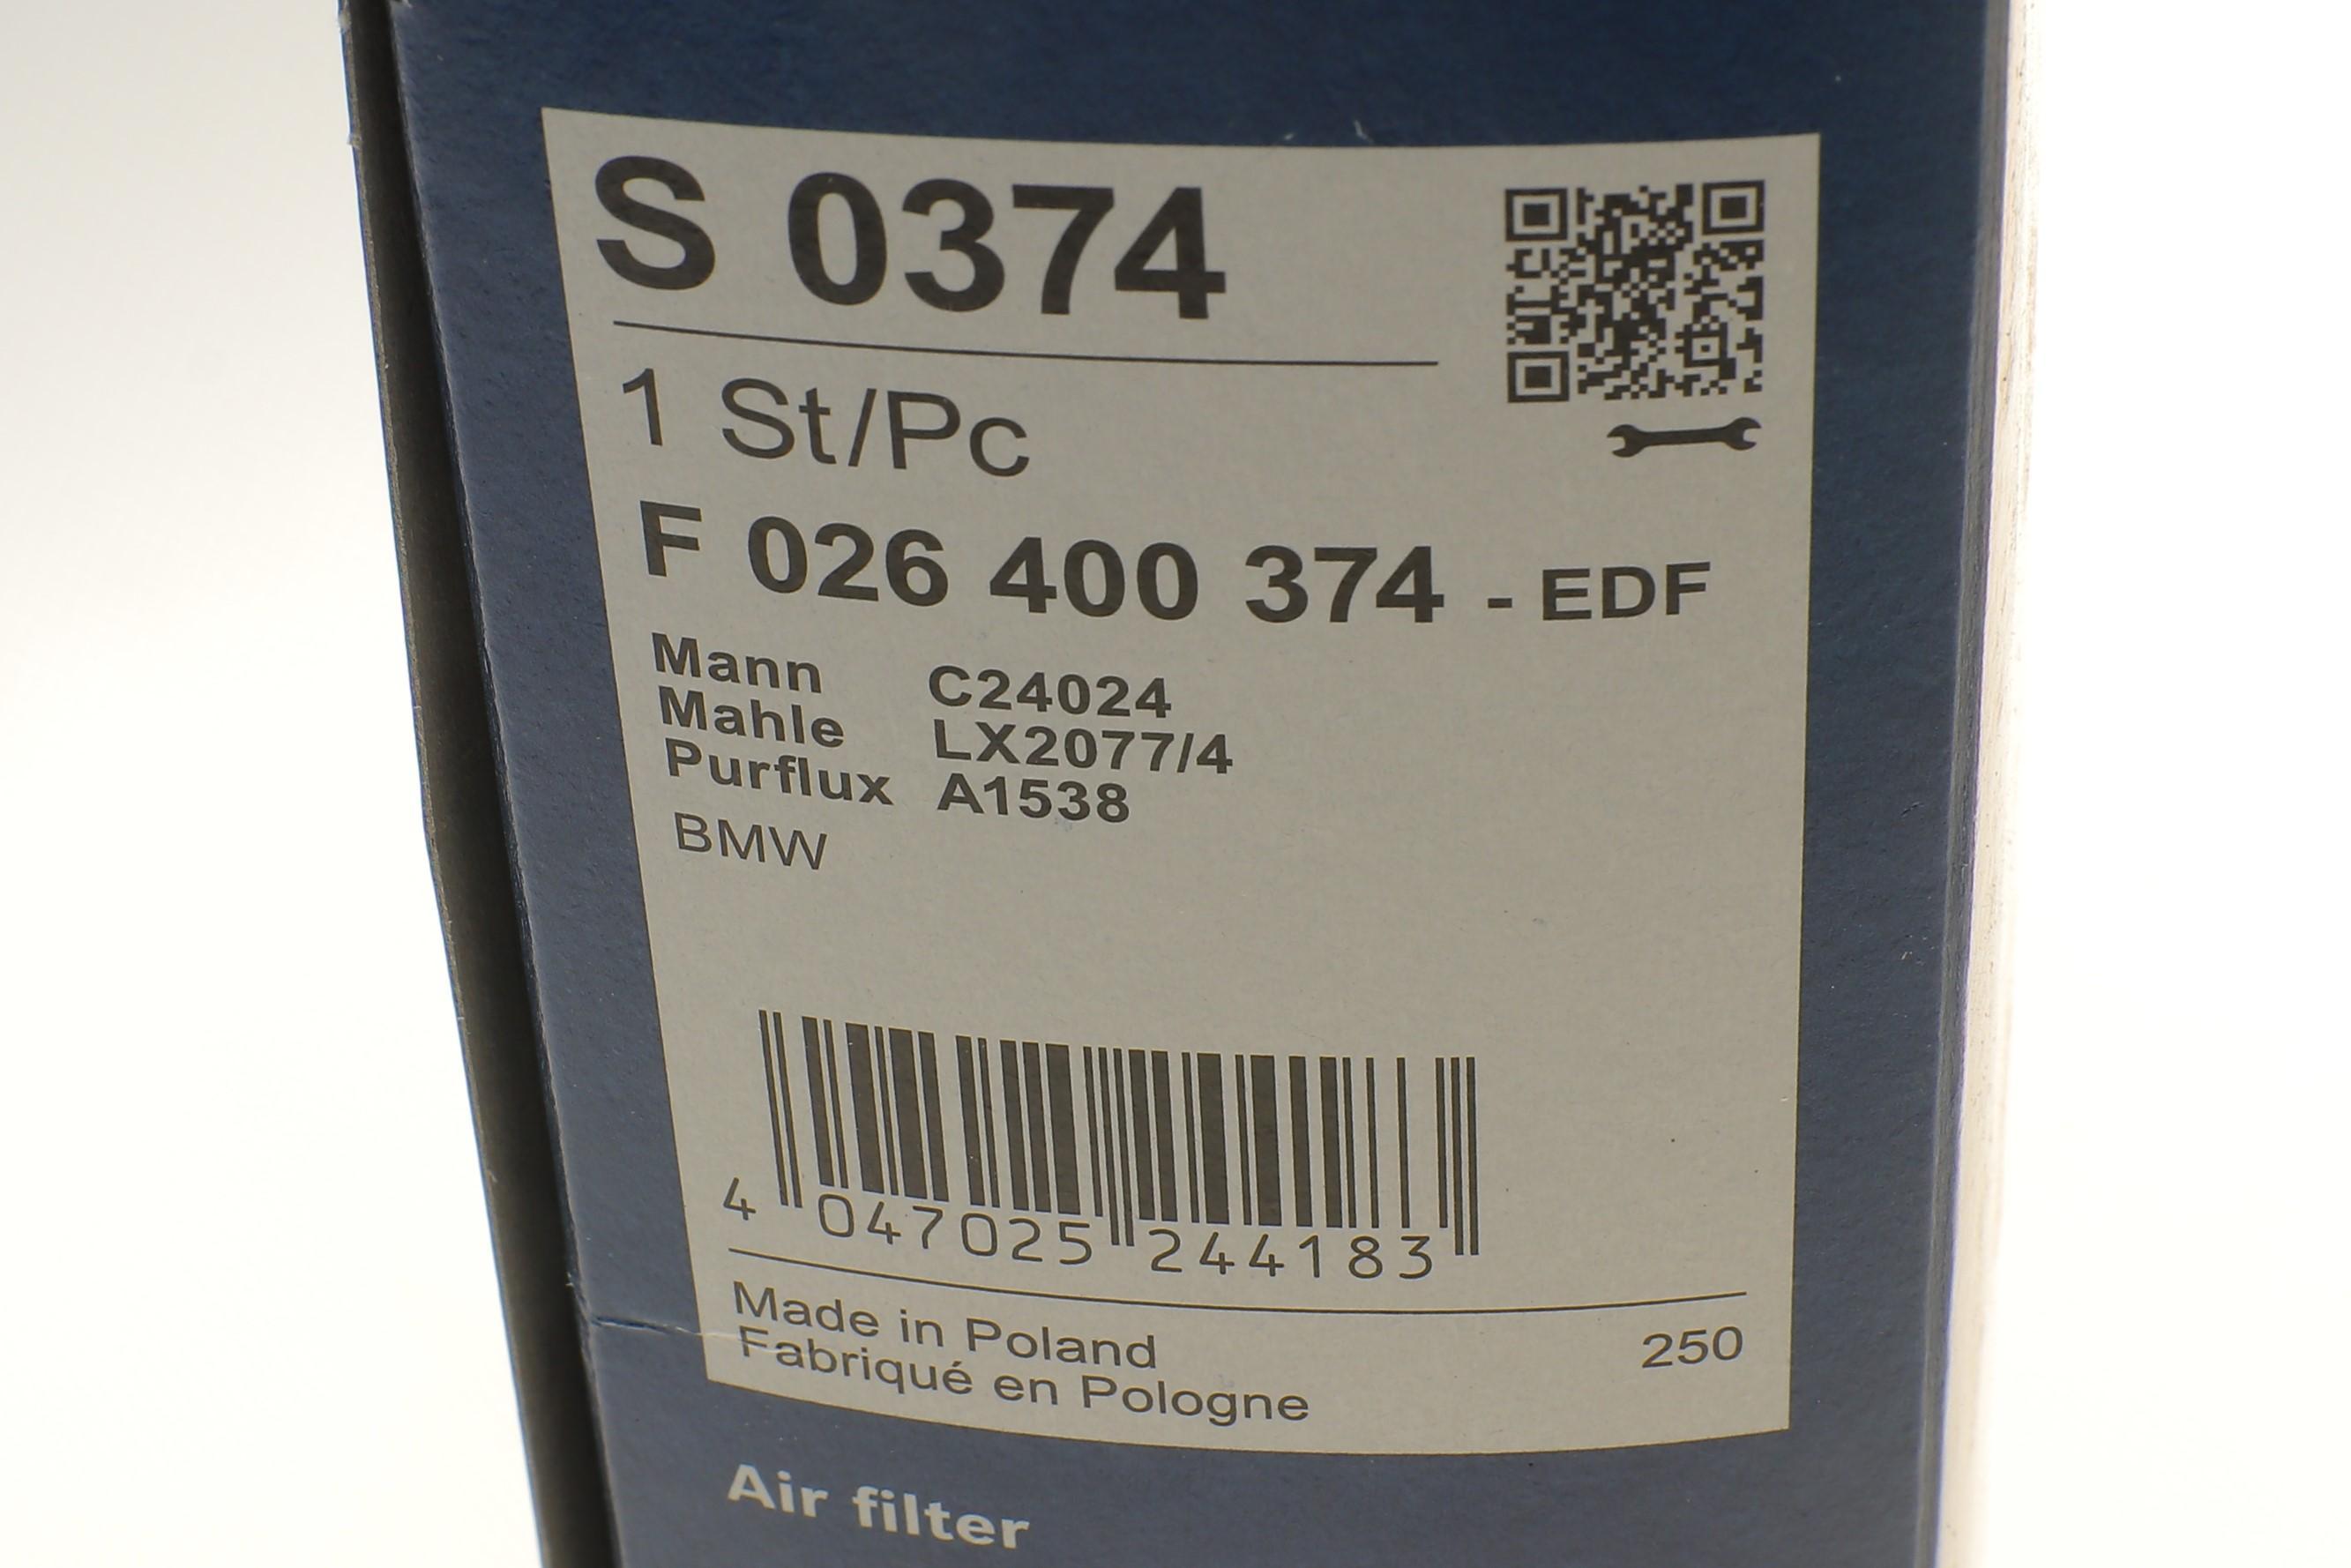 S 0374
1 St/Pc
F 026 400 374 - EDF
Mann C24024
Mahle LX2077/4
Purflux A1538
BMW
4 047025 244183
Made in Poland
Fabriqué en Pologne
250
Air filter